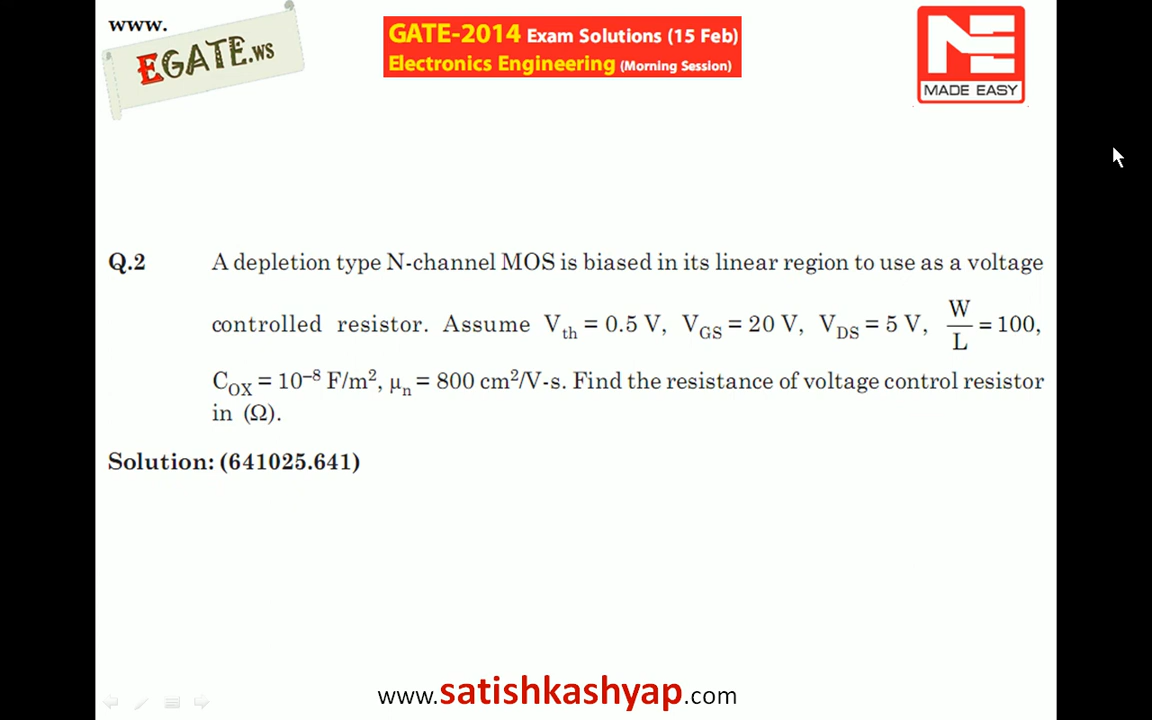 www.
EGATE.ws
GATE-2014 Exam Solutions (15 Feb)
Electronics Engineering (Morning Session)
ME
MADE EASY
Q.2 A depletion type N-channel MOS is biased in its linear region to use as a voltage
controlled resistor. Assume Vth = 0.5 V, VGS = 20 V, VDS = 5 V, W/L = 100,
COX = 10⁻⁸ F/m², μn = 800 cm²/V-s. Find the resistance of voltage control resistor
in (Ω).
Solution: (641025.641)
www.satishkashyap.com